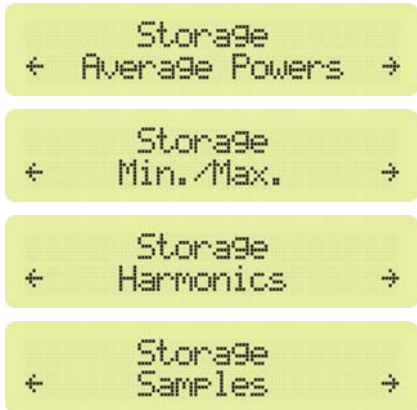 Storage
← Average Powers →
Storage
← Min./Max. →
Storage
← Harmonics →
Storage
← Samples →